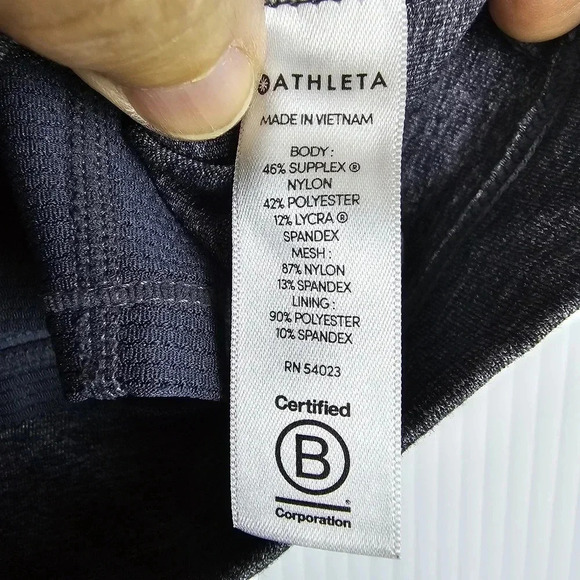 ATHLETA
MADE IN VIETNAM
BODY :
46% SUPLEX ®
NYLON
42% POLYESTER
12% LYCRA ®
SPANDEX
MESH :
87% NYLON
13% SPANDEX
LINING :
90% POLYESTER
10% SPANDEX
RN 54023
Certified
B
®
Corporation